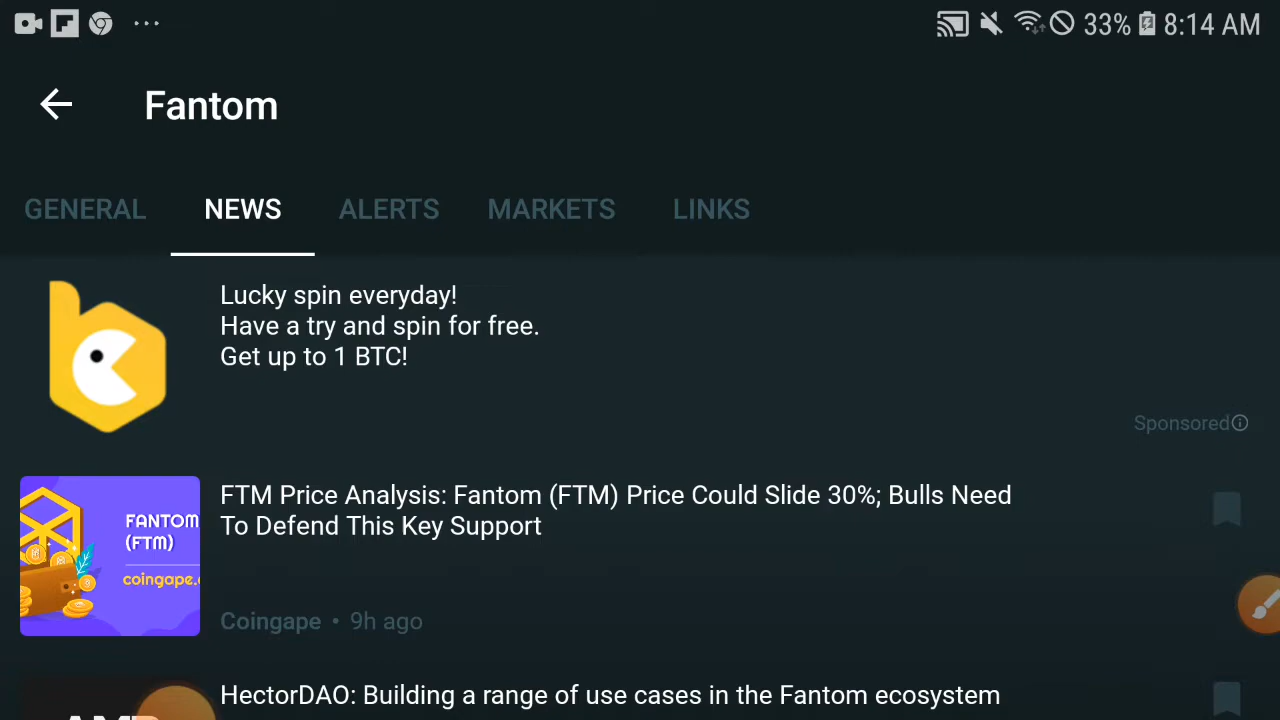 33% 8:14 AM
Fantom
GENERAL NEWS ALERTS MARKETS LINKS
Lucky spin everyday!
Have a try and spin for free.
Get up to 1 BTC!
Sponsored
FTM Price Analysis: Fantom (FTM) Price Could Slide 30%; Bulls Need
To Defend This Key Support
FANTOM
(FTM)
coingape.
Coingape • 9h ago
HectorDAO: Building a range of use cases in the Fantom ecosystem